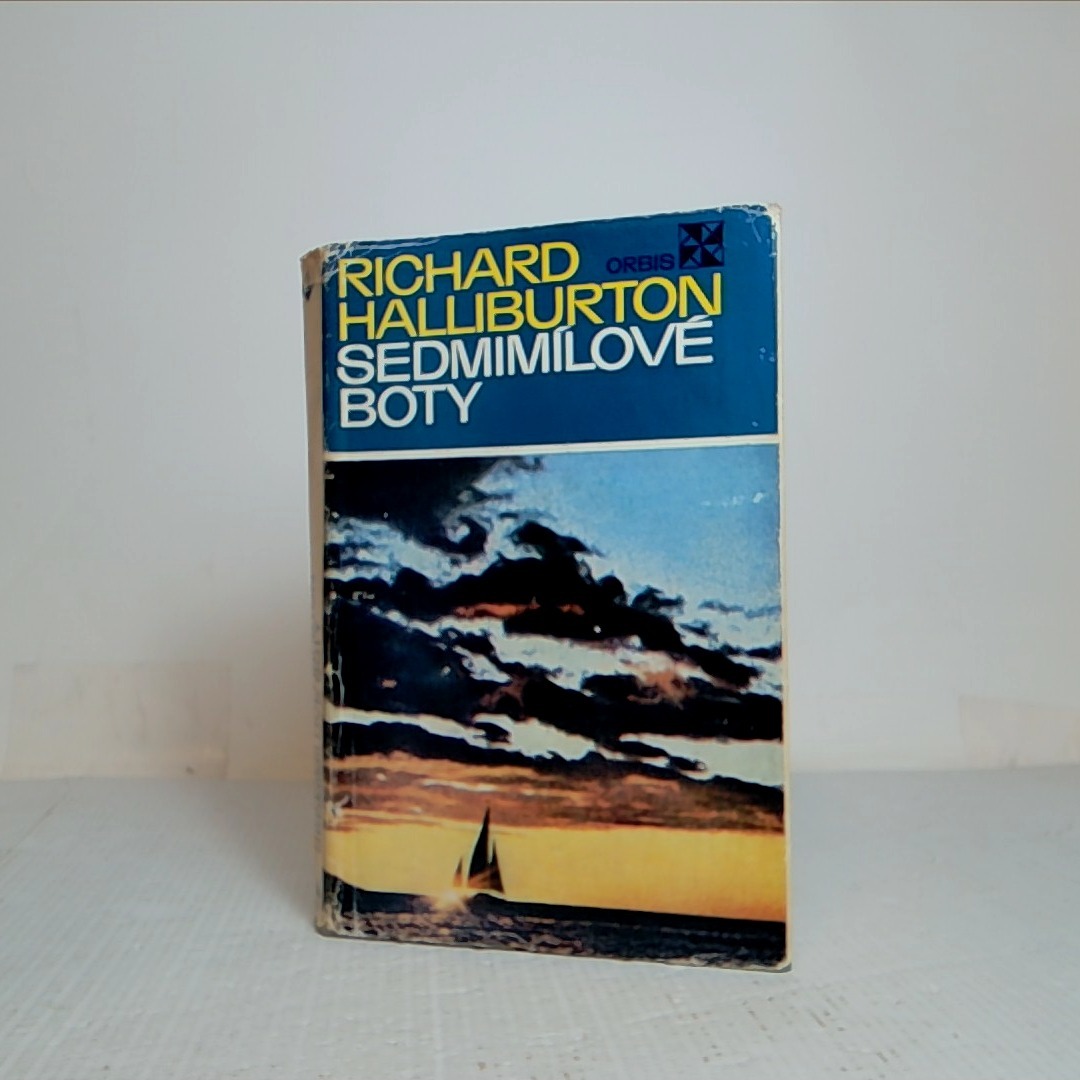 RICHARD
ORBIS
HALLIBURTON
SEDMIMÍLOVÉ
BOTY